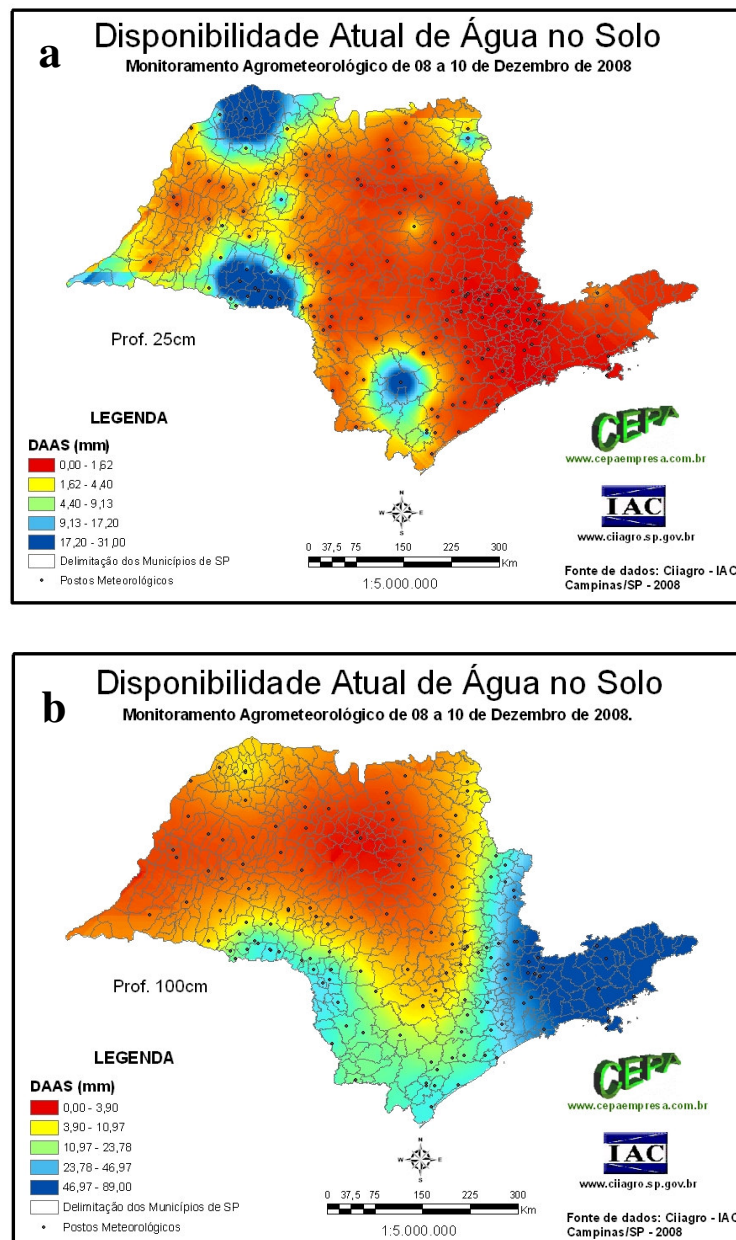 a
Disponibilidade Atual de Água no Solo
Monitoramento Agrometeorológico de 08 a 10 de Dezembro de 2008
Prof. 25cm
LEGENDA
DAAS (mm)
0,00 - 1,62
1,62 - 4,40
4,40 - 9,13
9,13 - 17,20
17,20 - 31,00
Delimitação dos Municípios de SP
Postos Meteorológicos
N
W E
S
0 37,5 75 150 225 300
Km
1:5.000.000
CEPA
www.cepaempresa.com.br
IAC
www.ciiagro.sp.gov.br
Fonte de dados: Ciiagro - IAC
Campinas/SP - 2008
b
Disponibilidade Atual de Água no Solo
Monitoramento Agrometeorológico de 08 a 10 de Dezembro de 2008.
Prof. 100cm
LEGENDA
DAAS (mm)
0,00 - 3,90
3,90 - 10,97
10,97 - 23,78
23,78 - 46,97
46,97 - 89,00
Delimitação dos Municípios de SP
Postos Meteorológicos
N
W E
S
0 37,5 75 150 225 300
Km
1:5.000.000
CEPA
www.cepaempresa.com.br
IAC
www.ciiagro.sp.gov.br
Fonte de dados: Ciiagro - IAC
Campinas/SP - 2008